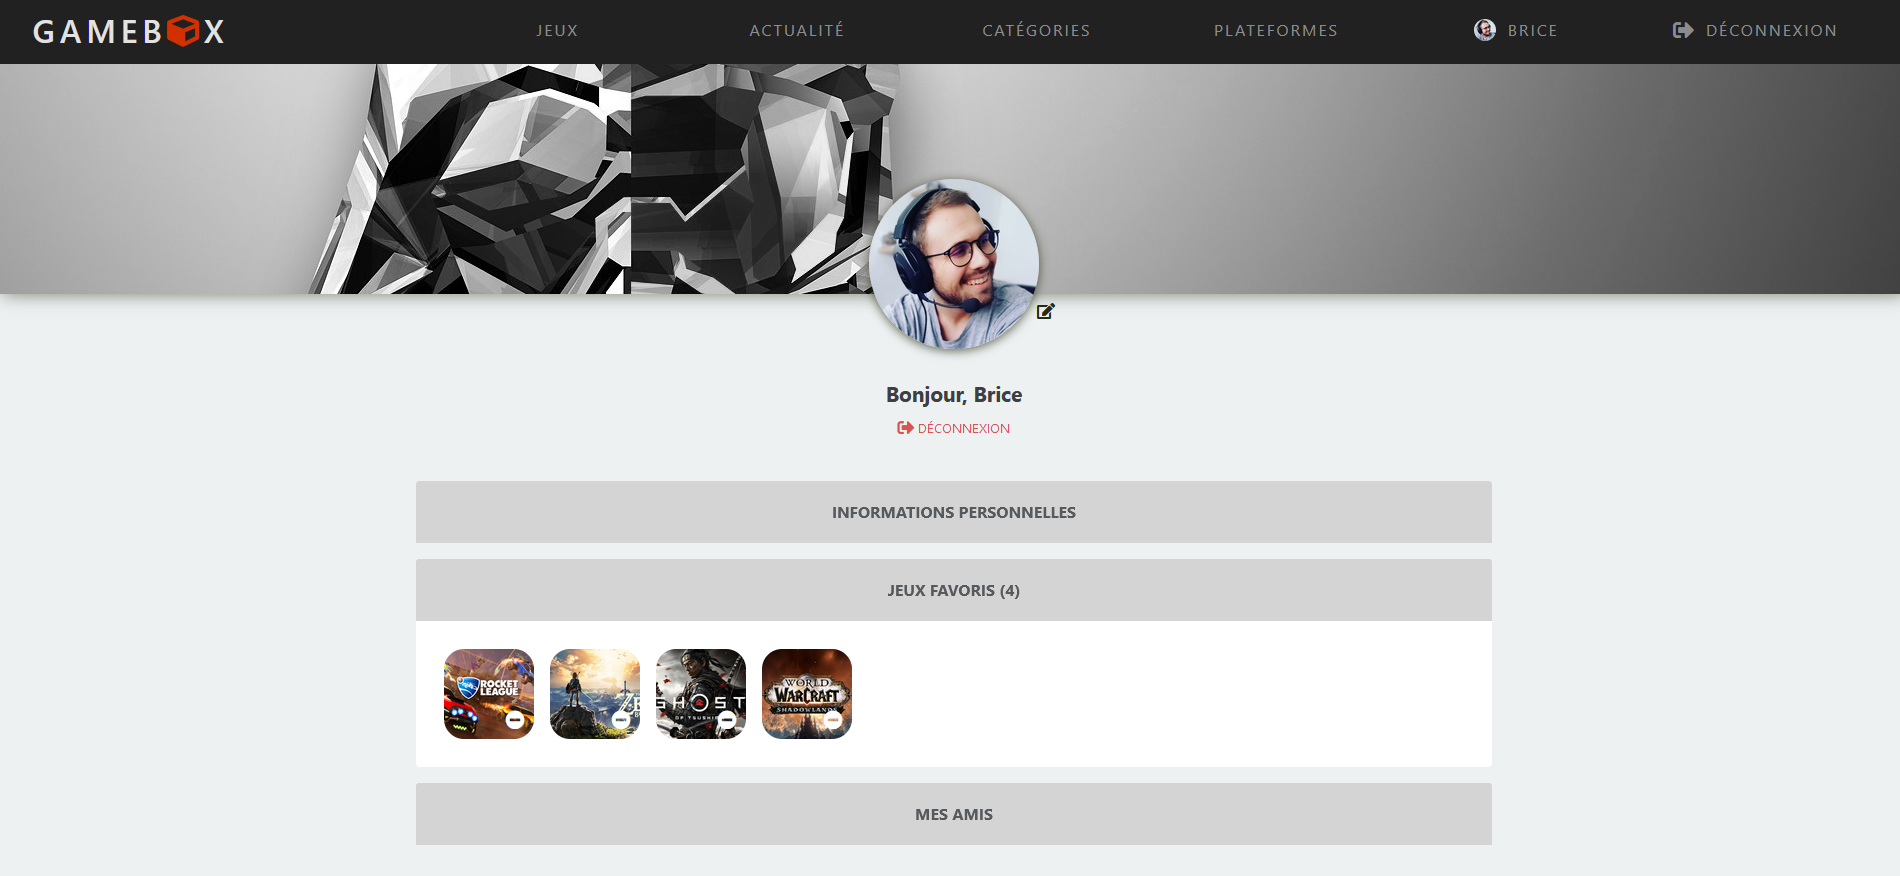 GAMEBOX
JEUX
ACTUALITÉ
CATÉGORIES
PLATEFORMES
BRICE
DÉCONNEXION
Bonjour, Brice
DÉCONNEXION
INFORMATIONS PERSONNELLES
JEUX FAVORIS (4)
ROCKET
LEAGUE
GHOST
OF TSUSHIMA
WORLD
WARCRAFT
SHADOWLANDS
MES AMIS